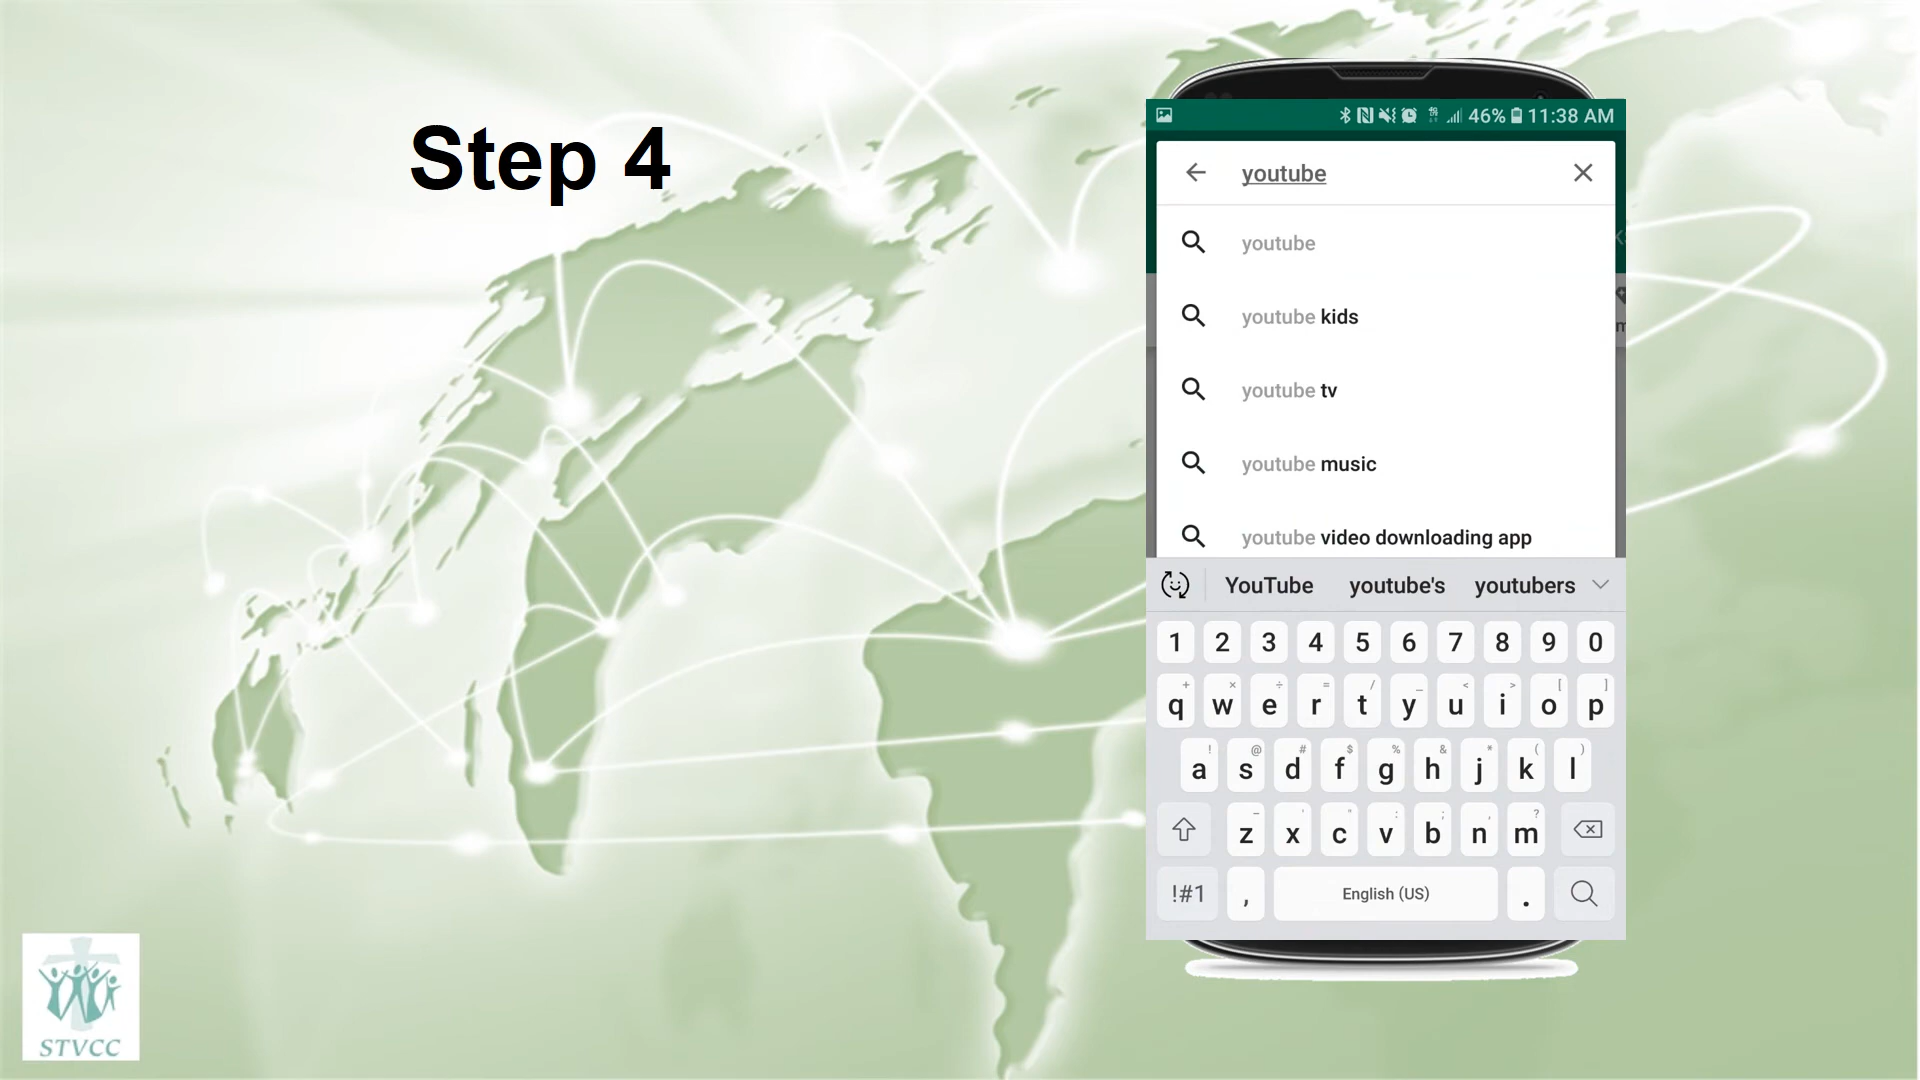 Step 4
46% 11:38 AM
youtube
youtube
youtube kids
youtube tv
youtube music
youtube video downloading app
YouTube youtube's youtubers
1 2 3 4 5 6 7 8 9 0
+ × ÷ = / _ < > [ ]
q w e r t y u i o p
! @ # $ % & * ( )
a s d f g h j k l
- ' " : ; , ?
z x c v b n m
!#1 , English (US) .
STVCC